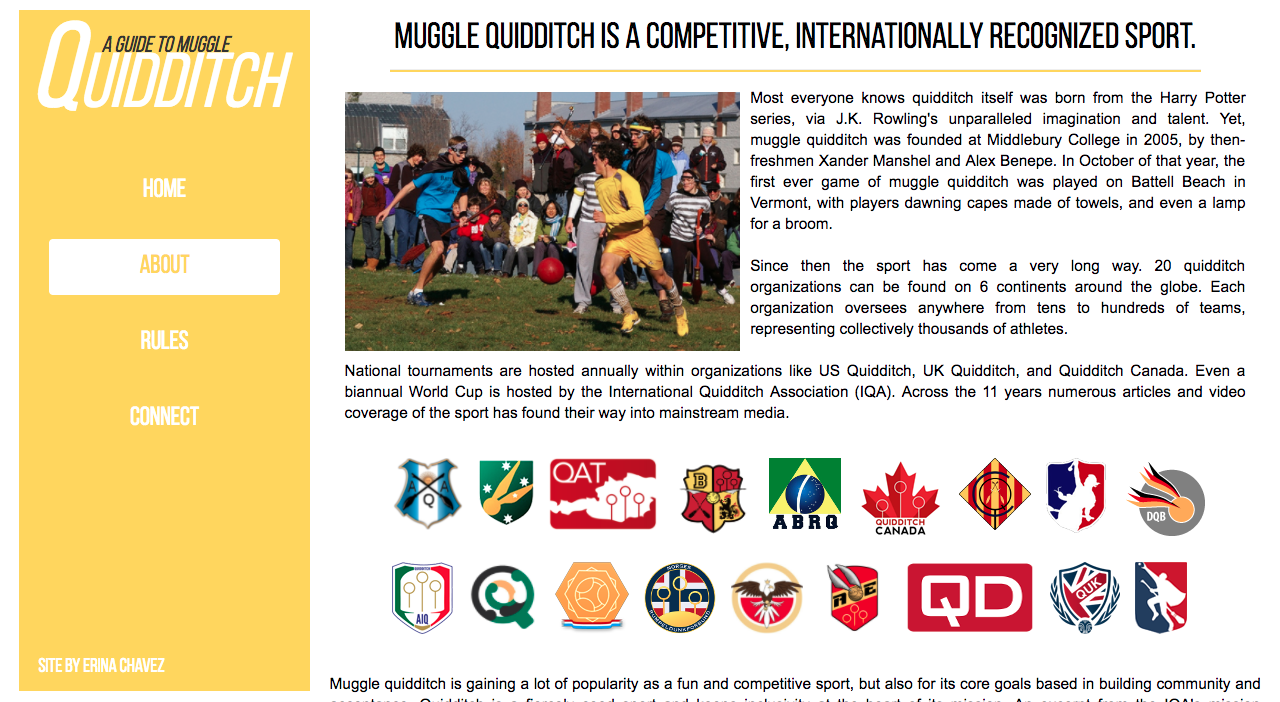 A GUIDE TO MUGGLE
QUIDDITCH
HOME
ABOUT
RULES
CONNECT
SITE BY ERINA CHAVEZ
MUGGLE QUIDDITCH IS A COMPETITIVE, INTERNATIONALLY RECOGNIZED SPORT.
Most everyone knows quidditch itself was born from the Harry Potter
series, via J.K. Rowling's unparalleled imagination and talent. Yet,
muggle quidditch was founded at Middlebury College in 2005, by then-
freshmen Xander Manshel and Alex Benepe. In October of that year, the
first ever game of muggle quidditch was played on Battell Beach in
Vermont, with players dawning capes made of towels, and even a lamp
for a broom.
Since then the sport has come a very long way. 20 quidditch
organizations can be found on 6 continents around the globe. Each
organization oversees anywhere from tens to hundreds of teams,
representing collectively thousands of athletes.
National tournaments are hosted annually within organizations like US Quidditch, UK Quidditch, and Quidditch Canada. Even a
biannual World Cup is hosted by the International Quidditch Association (IQA). Across the 11 years numerous articles and video
coverage of the sport has found their way into mainstream media.
A A Q
QAT
B
ABRQ
QUIDDITCH
CANADA
DQB
AIQ
NORGES
QD
QUK
Muggle quidditch is gaining a lot of popularity as a fun and competitive sport, but also for its core goals based in building community and